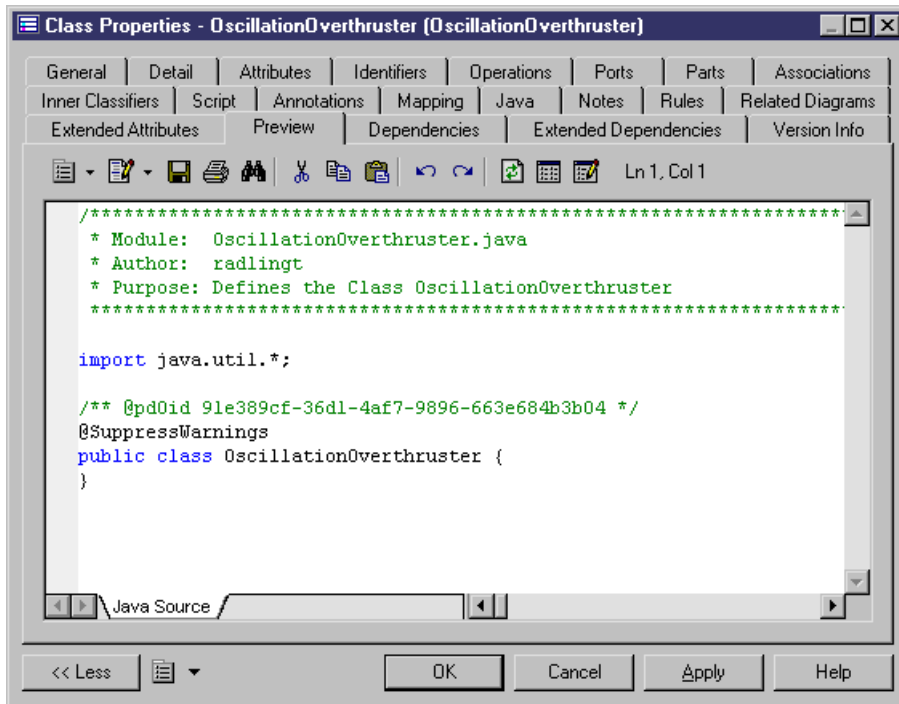 Class Properties - OscillationOverthruster (OscillationOverthruster)
General Detail Attributes Identifiers Operations Ports Parts Associations
Inner Classifiers Script Annotations Mapping Java Notes Rules Related Diagrams
Extended Attributes Preview Dependencies Extended Dependencies Version Info
Ln 1, Col 1
/*******************************************************************
* Module:  OscillationOverthruster.java
* Author:  radlingt
* Purpose: Defines the Class OscillationOverthruster
*******************************************************************
import java.util.*;
/** @pdOid 91e389cf-36d1-4af7-9896-663e684b3b04 */
@SuppressWarnings
public class OscillationOverthruster {
}
Java Source
<< Less OK Cancel Apply Help